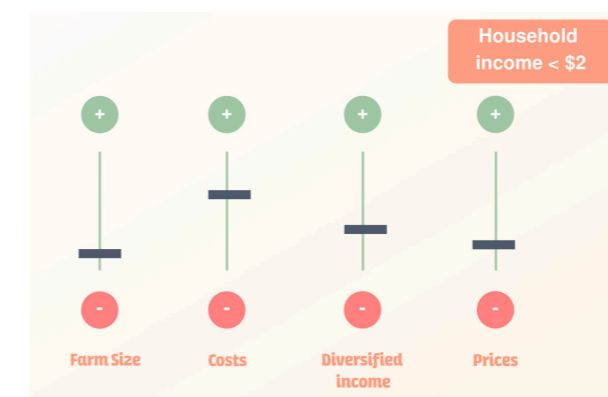 Household
income < $2
+ + + +
- - - -
Farm Size Costs Diversified Prices
income